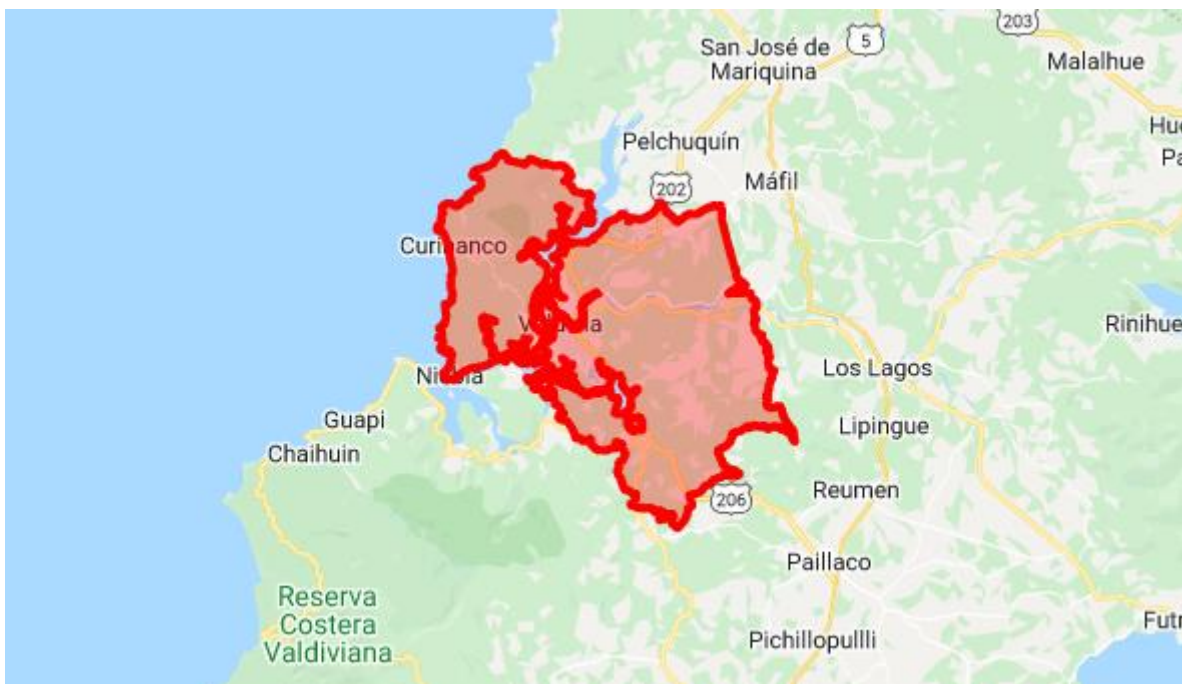 203
San José de
Mariquina
5
Malalhue
Pelchuquín
202
Máfil
Los Lagos
Guapi
Lipingue
Chaihuin
Reumen
206
Paillaco
Reserva
Costera
Valdiviana
Pichillopullli